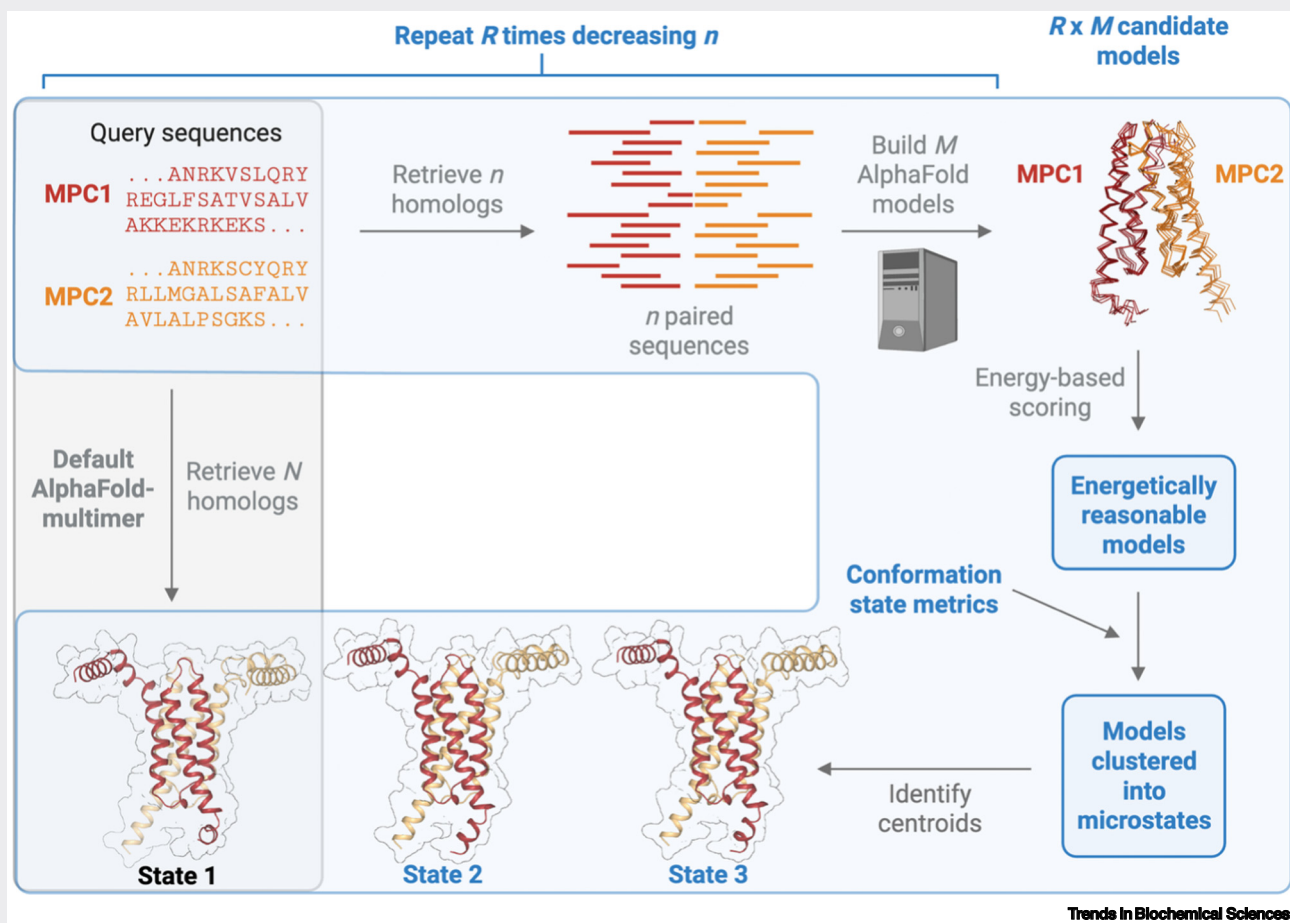 Repeat R times decreasing n
R x M candidate
models
Query sequences
MPC1
...ANRKVSLQRY
REGLFSATVSALV
AKKEKRKEKS...
MPC2
...ANRKSCYQRY
RLLMGALSAFALV
AVLALPSGKS...
Retrieve n
homologs
n paired
sequences
Build M
AlphaFold
models
MPC1
MPC2
Energy-based
scoring
Energetically
reasonable
models
Conformation
state metrics
Models
clustered
into
microstates
Identify
centroids
Default
AlphaFold-
multimer
Retrieve N
homologs
State 1
State 2
State 3
Trends in Biochemical Sciences